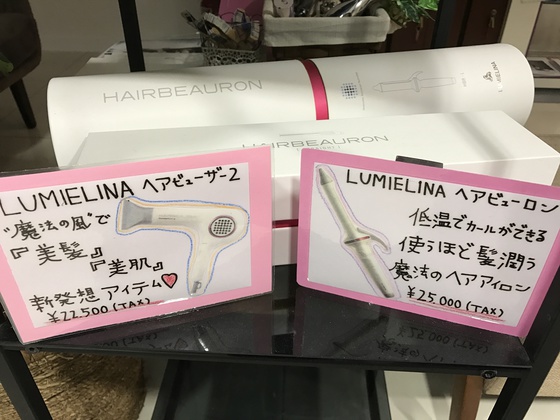 HAIRBEAURON
LUMIELINA
HAIRBEAURON
LUMIELINA ヘアビューザー2
"魔法の風"で
『美髪』
『美肌』
新発想 アイテム♥
¥22,500 (TAX)
LUMIELINA ヘアビューロン
低温でカールができる
使うほど髪潤う
魔法のヘアアイロン
¥25,000 (TAX)